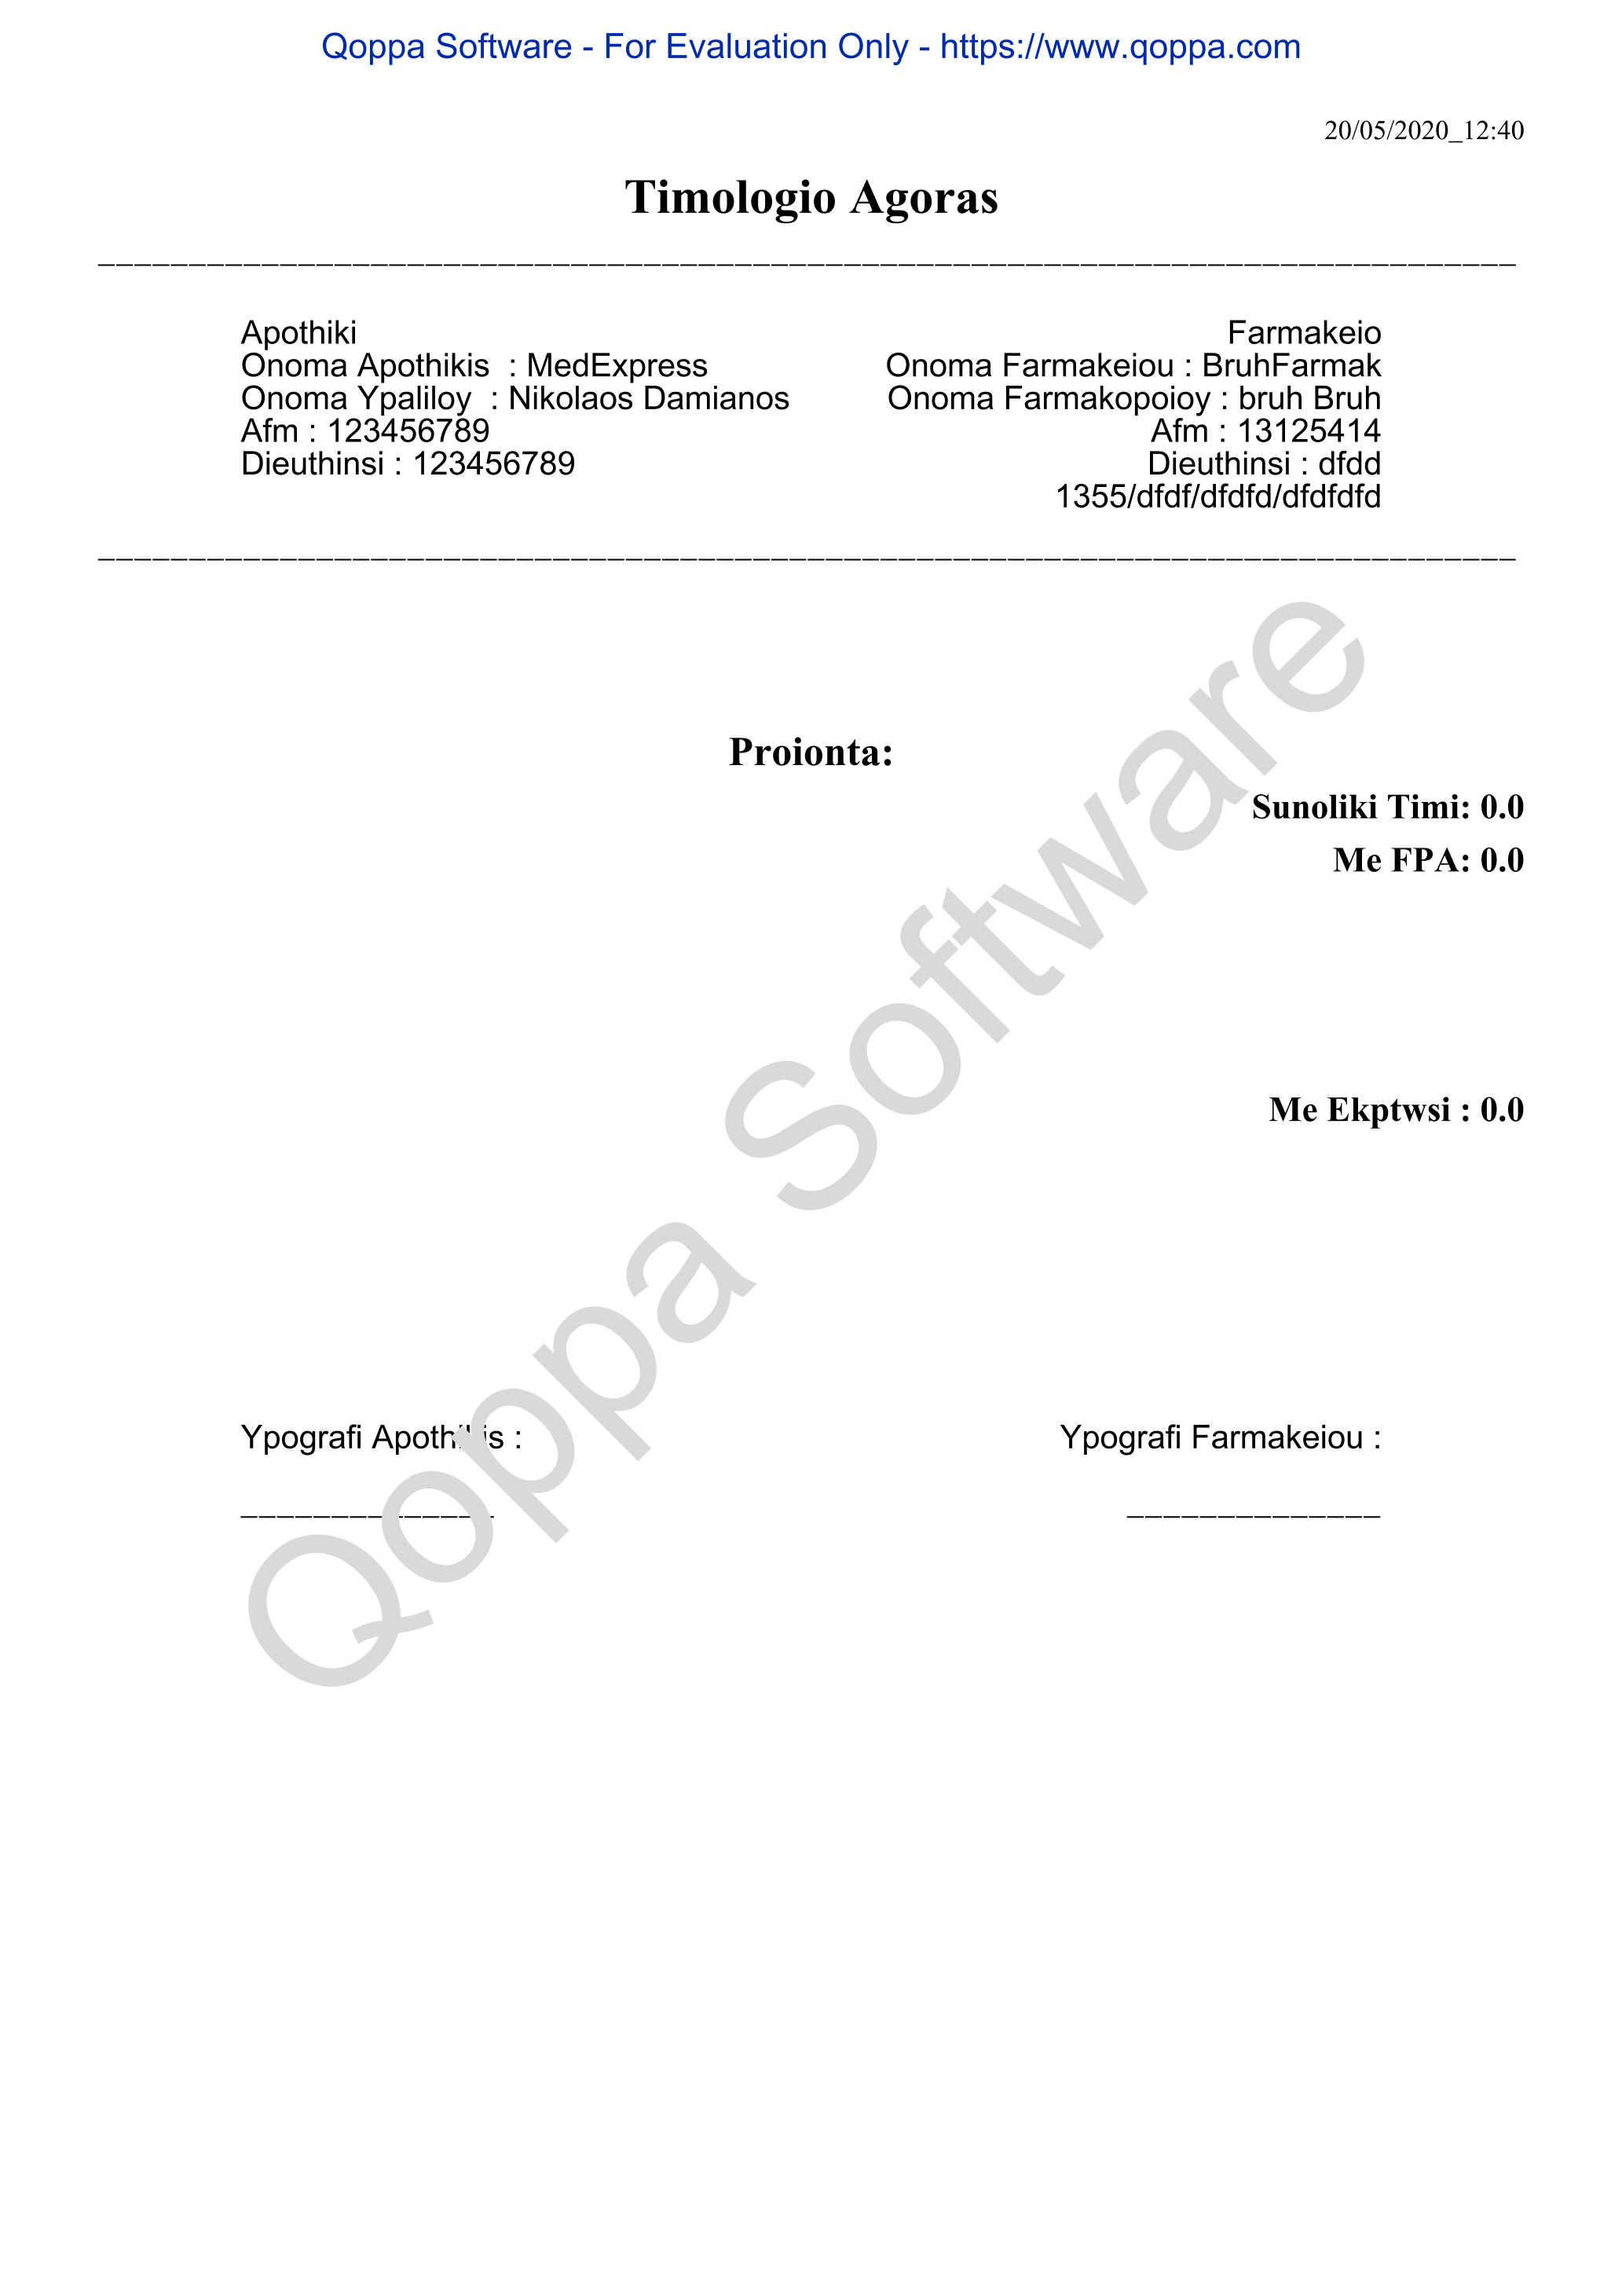 Qoppa Software - For Evaluation Only - https://www.qoppa.com
20/05/2020_12:40
Timologio Agoras
Apothiki
Onoma Apothikis : MedExpress
Onoma Ypaliloy : Nikolaos Damianos
Afm : 123456789
Dieuthinsi : 123456789
Farmakeio
Onoma Farmakeiou : BruhFarmak
Onoma Farmakopoioy : bruh Bruh
Afm : 13125414
Dieuthinsi : dfdd
1355/dfdf/dfdfd/dfdfdfd
Proionta:
Sunoliki Timi: 0.0
Me FPA: 0.0
Me Ekptwsi : 0.0
Ypografi Apothikis :
Ypografi Farmakeiou :
Qoppa Software